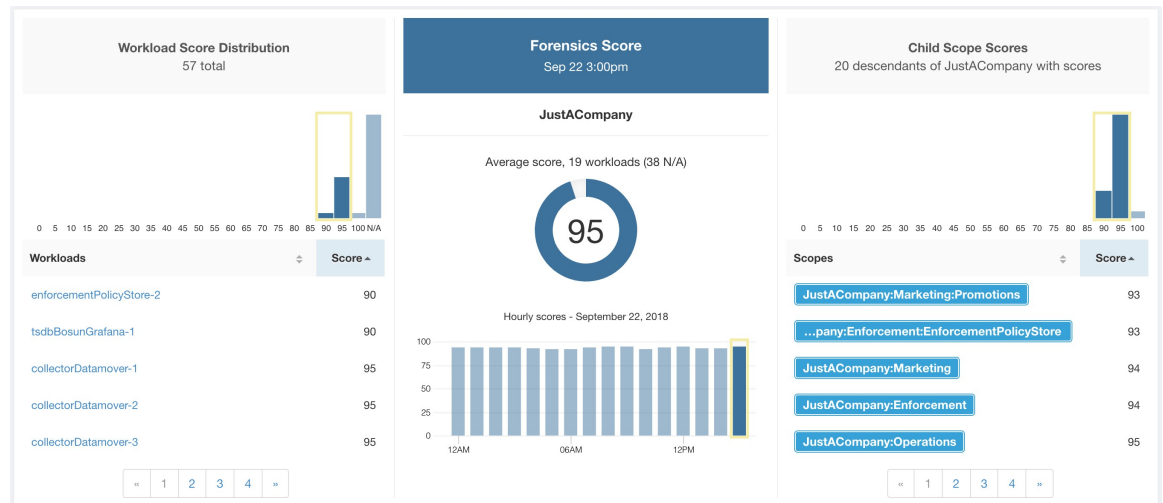 Workload Score Distribution
57 total
0 5 10 15 20 25 30 35 40 45 50 55 60 65 70 75 80 85 90 95 100 N/A
Workloads Score
enforcementPolicyStore-2 90
tsdbBosunGrafana-1 90
collectorDatamover-1 95
collectorDatamover-2 95
collectorDatamover-3 95
« 1 2 3 4 »
Forensics Score
Sep 22 3:00pm
JustACompany
Average score, 19 workloads (38 N/A)
95
Hourly scores - September 22, 2018
100
75
50
25
0
12AM 06AM 12PM
Child Scope Scores
20 descendants of JustACompany with scores
0 5 10 15 20 25 30 35 40 45 50 55 60 65 70 75 80 85 90 95 100
Scopes Score
JustACompany:Marketing:Promotions 93
...pany:Enforcement:EnforcementPolicyStore 93
JustACompany:Marketing 94
JustACompany:Enforcement 94
JustACompany:Operations 95
« 1 2 3 4 »